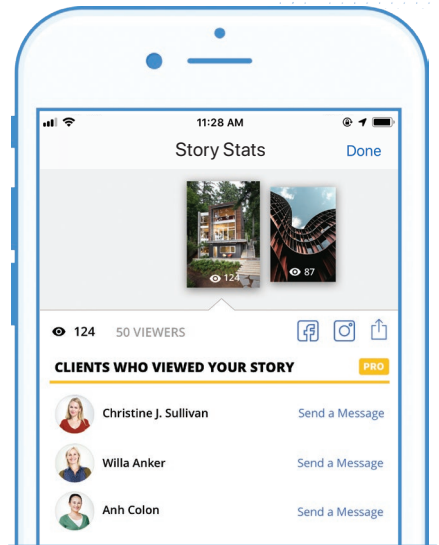 11:28 AM
Story Stats
Done
124
87
124
50 VIEWERS
CLIENTS WHO VIEWED YOUR STORY
PRO
Christine J. Sullivan
Send a Message
Willa Anker
Send a Message
Anh Colon
Send a Message